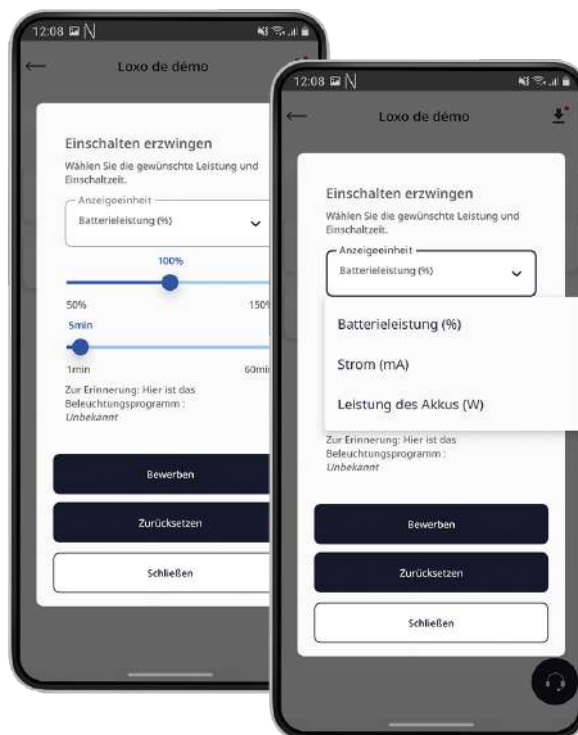 12:08
Loxo de démo
Einschalten erzwingen
Wählen Sie die gewünschte Leistung und
Einschaltzeit.
Anzeigeeinheit
Batterieleistung (%)
100%
50%
150%
5min
1min
60min
Zur Erinnerung: Hier ist das
Beleuchtungsprogramm :
Unbekannt
Bewerben
Zurücksetzen
Schließen
12:08
Loxo de démo
Einschalten erzwingen
Wählen Sie die gewünschte Leistung und
Einschaltzeit.
Anzeigeeinheit
Batterieleistung (%)
Batterieleistung (%)
Strom (mA)
Leistung des Akkus (W)
Zur Erinnerung: Hier ist das
Beleuchtungsprogramm :
Unbekannt
Bewerben
Zurücksetzen
Schließen